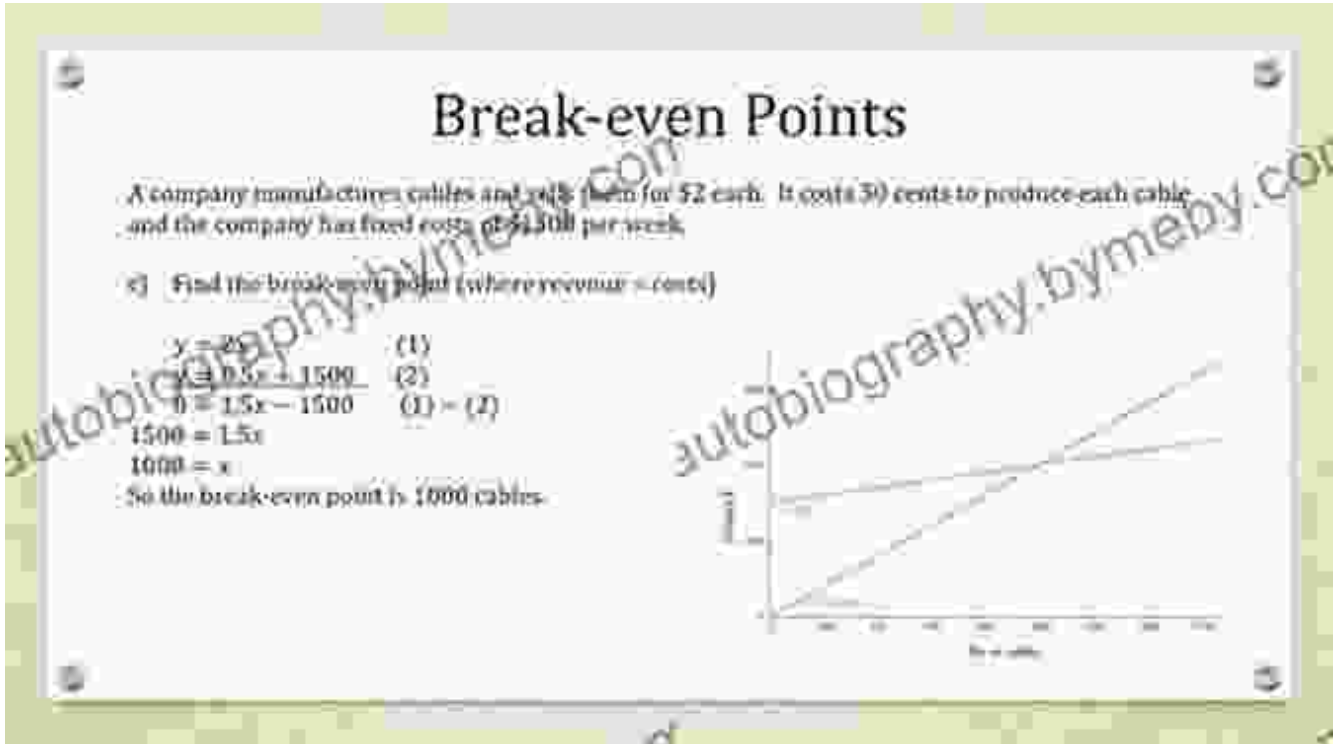 Break-even Points
A company manufactures cables and sells them for $2 each. It costs 50 cents to produce each cable
and the company has fixed costs of $1500 per week.
c) Find the break-even point (where revenue = costs)
y = 2x (1)
y = 0.5x + 1500 (2)
0 = 1.5x − 1500 (1) − (2)
1500 = 1.5x
1000 = x
So the break-even point is 1000 cables.
autobiography.bymeby.com
autobiography.bymeby.com